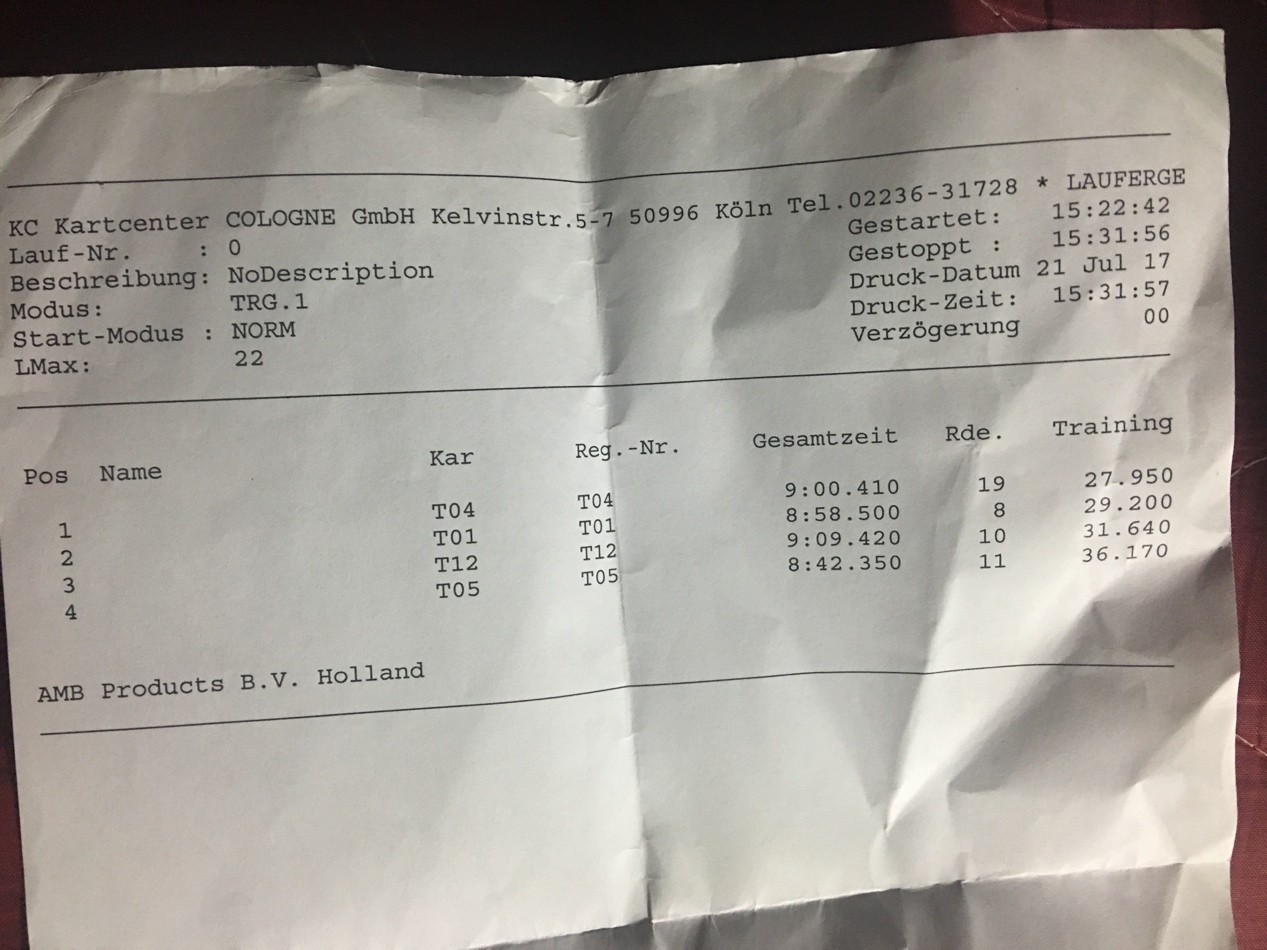 KC Kartcenter COLOGNE GmbH Kelvinstr.5-7 50996 Köln Tel.02236-31728 * LAUFERGE
Lauf-Nr. : 0 Gestartet: 15:22:42
Beschreibung: NoDescription Gestoppt : 15:31:56
Modus: TRG.1 Druck-Datum 21 Jul 17
Start-Modus : NORM Druck-Zeit: 15:31:57
LMax: 22 Verzögerung 00
Pos Name Kar Reg.-Nr. Gesamtzeit Rde. Training
1 T04 T04 9:00.410 19 27.950
2 T01 T01 8:58.500 8 29.200
3 T12 T12 9:09.420 10 31.640
4 T05 T05 8:42.350 11 36.170
AMB Products B.V. Holland